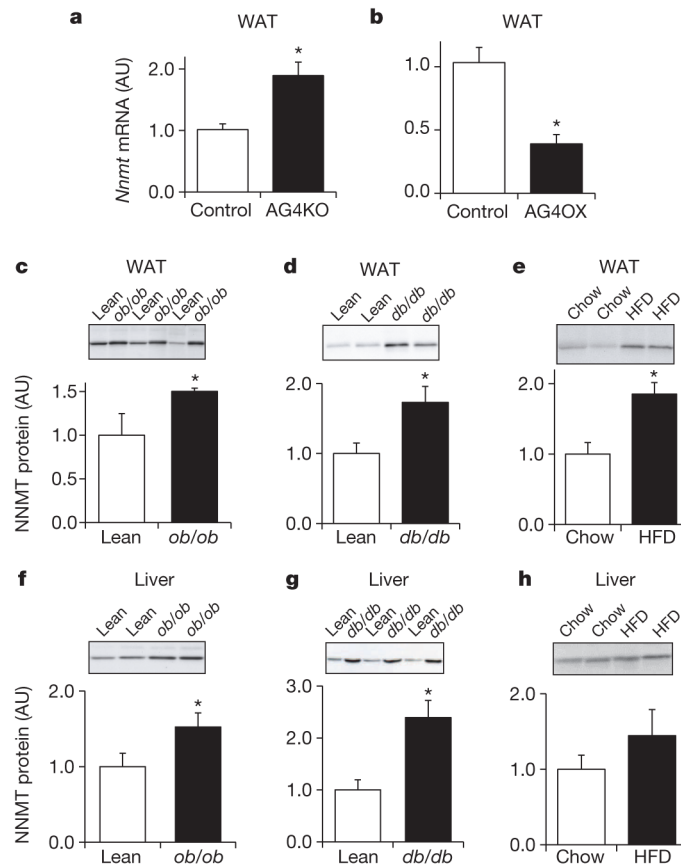 a WAT
Nnmt mRNA (AU)
2.0
1.0
0.0
Control AG4KO
*
b WAT
1.0
0.5
0.0
Control AG4OX
*
c WAT
Lean ob/ob Lean ob/ob Lean ob/ob
NNMT protein (AU)
1.5
1.0
0.5
0.0
Lean ob/ob
*
d WAT
Lean Lean db/db db/db
2.0
1.0
0.0
Lean db/db
*
e WAT
Chow Chow HFD HFD
2.0
1.0
0.0
Chow HFD
*
f Liver
Lean Lean ob/ob ob/ob
NNMT protein (AU)
2.0
1.0
0.0
Lean ob/ob
*
g Liver
Lean db/db Lean db/db Lean db/db
3.0
2.0
1.0
0.0
Lean db/db
*
h Liver
Chow Chow HFD HFD
2.0
1.0
0.0
Chow HFD